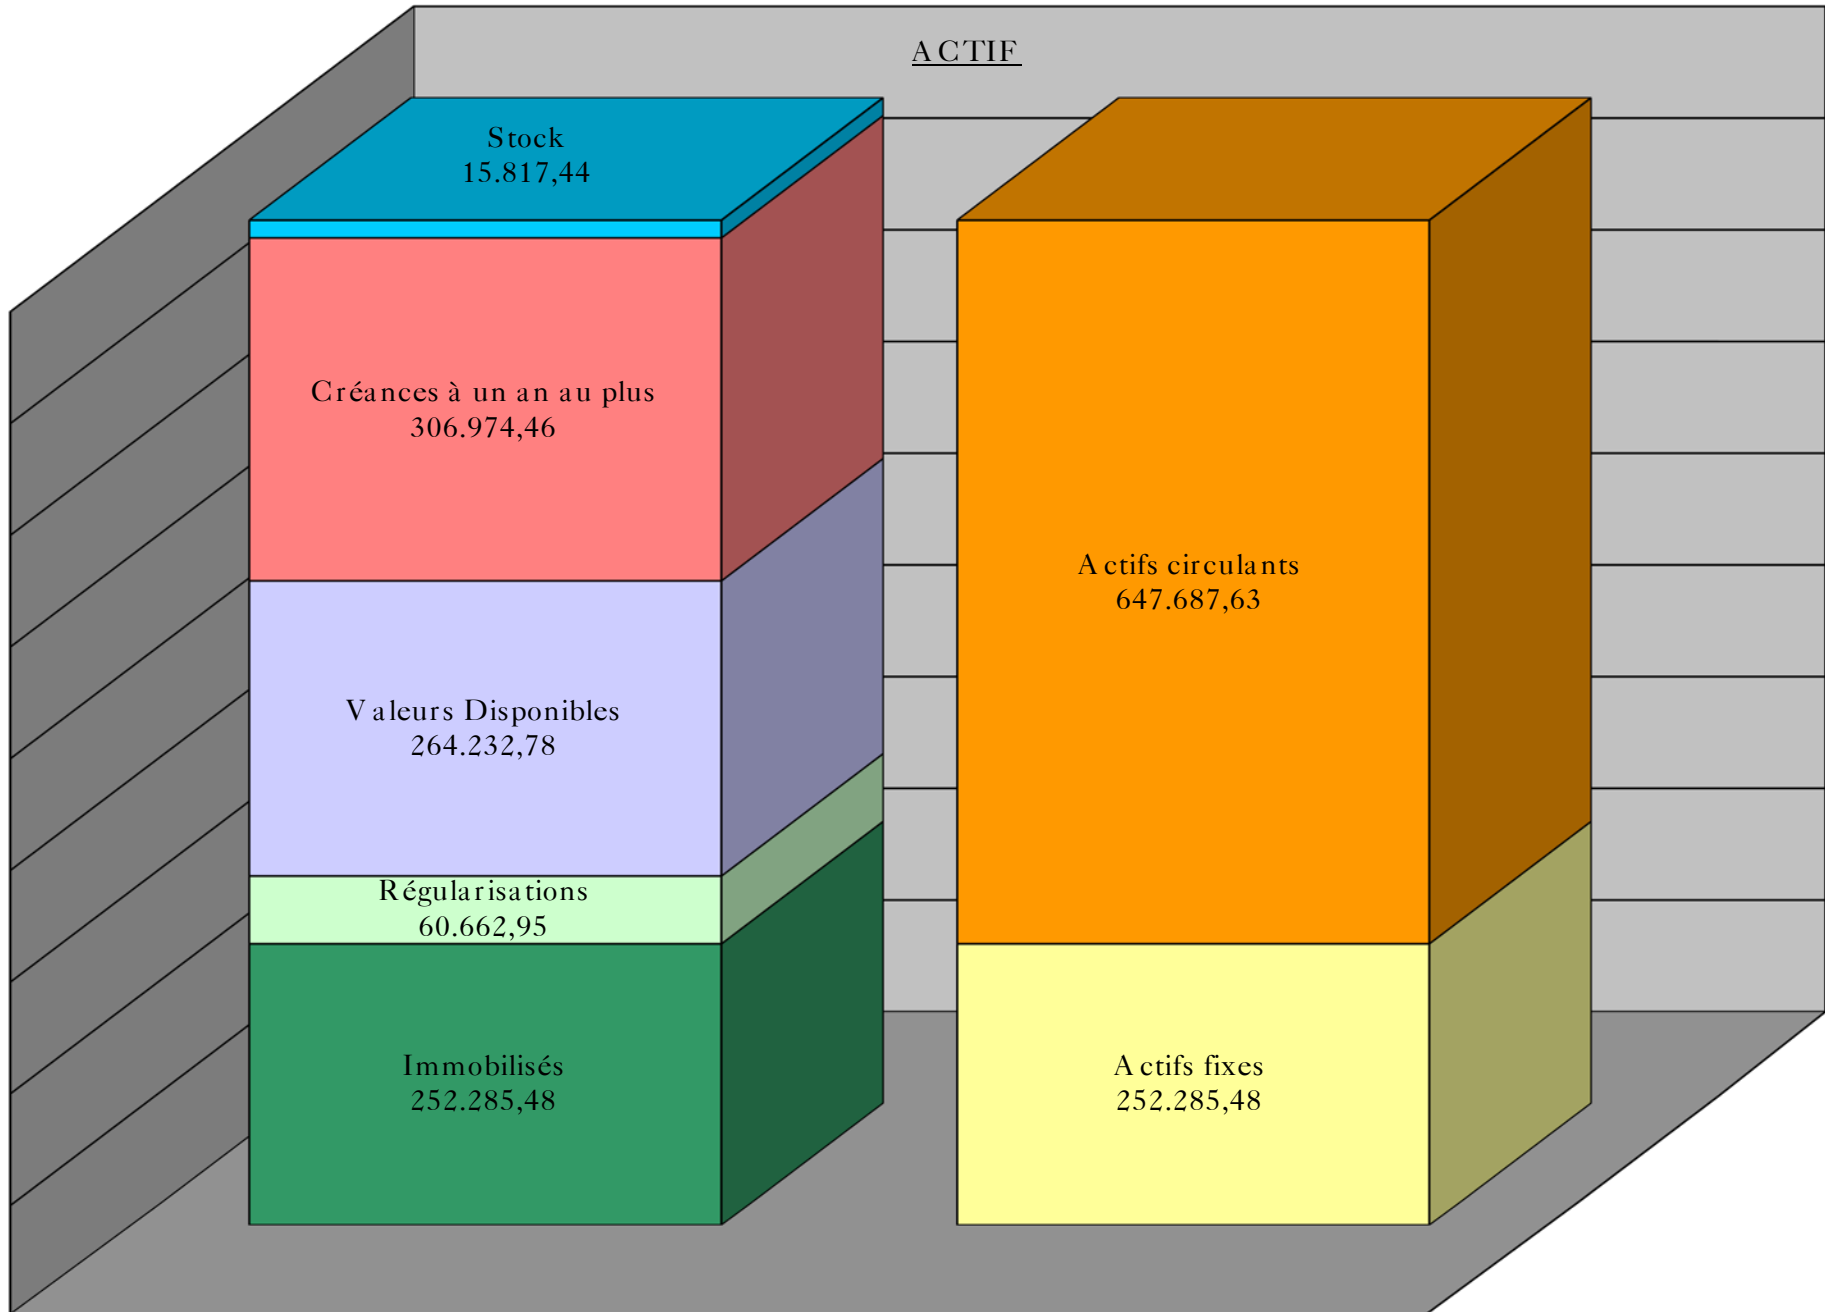 ACTIF
Stock
15.817,44
Créances à un an au plus
306.974,46
Valeurs Disponibles
264.232,78
Régularisations
60.662,95
Immobilisés
252.285,48
Actifs circulants
647.687,63
Actifs fixes
252.285,48